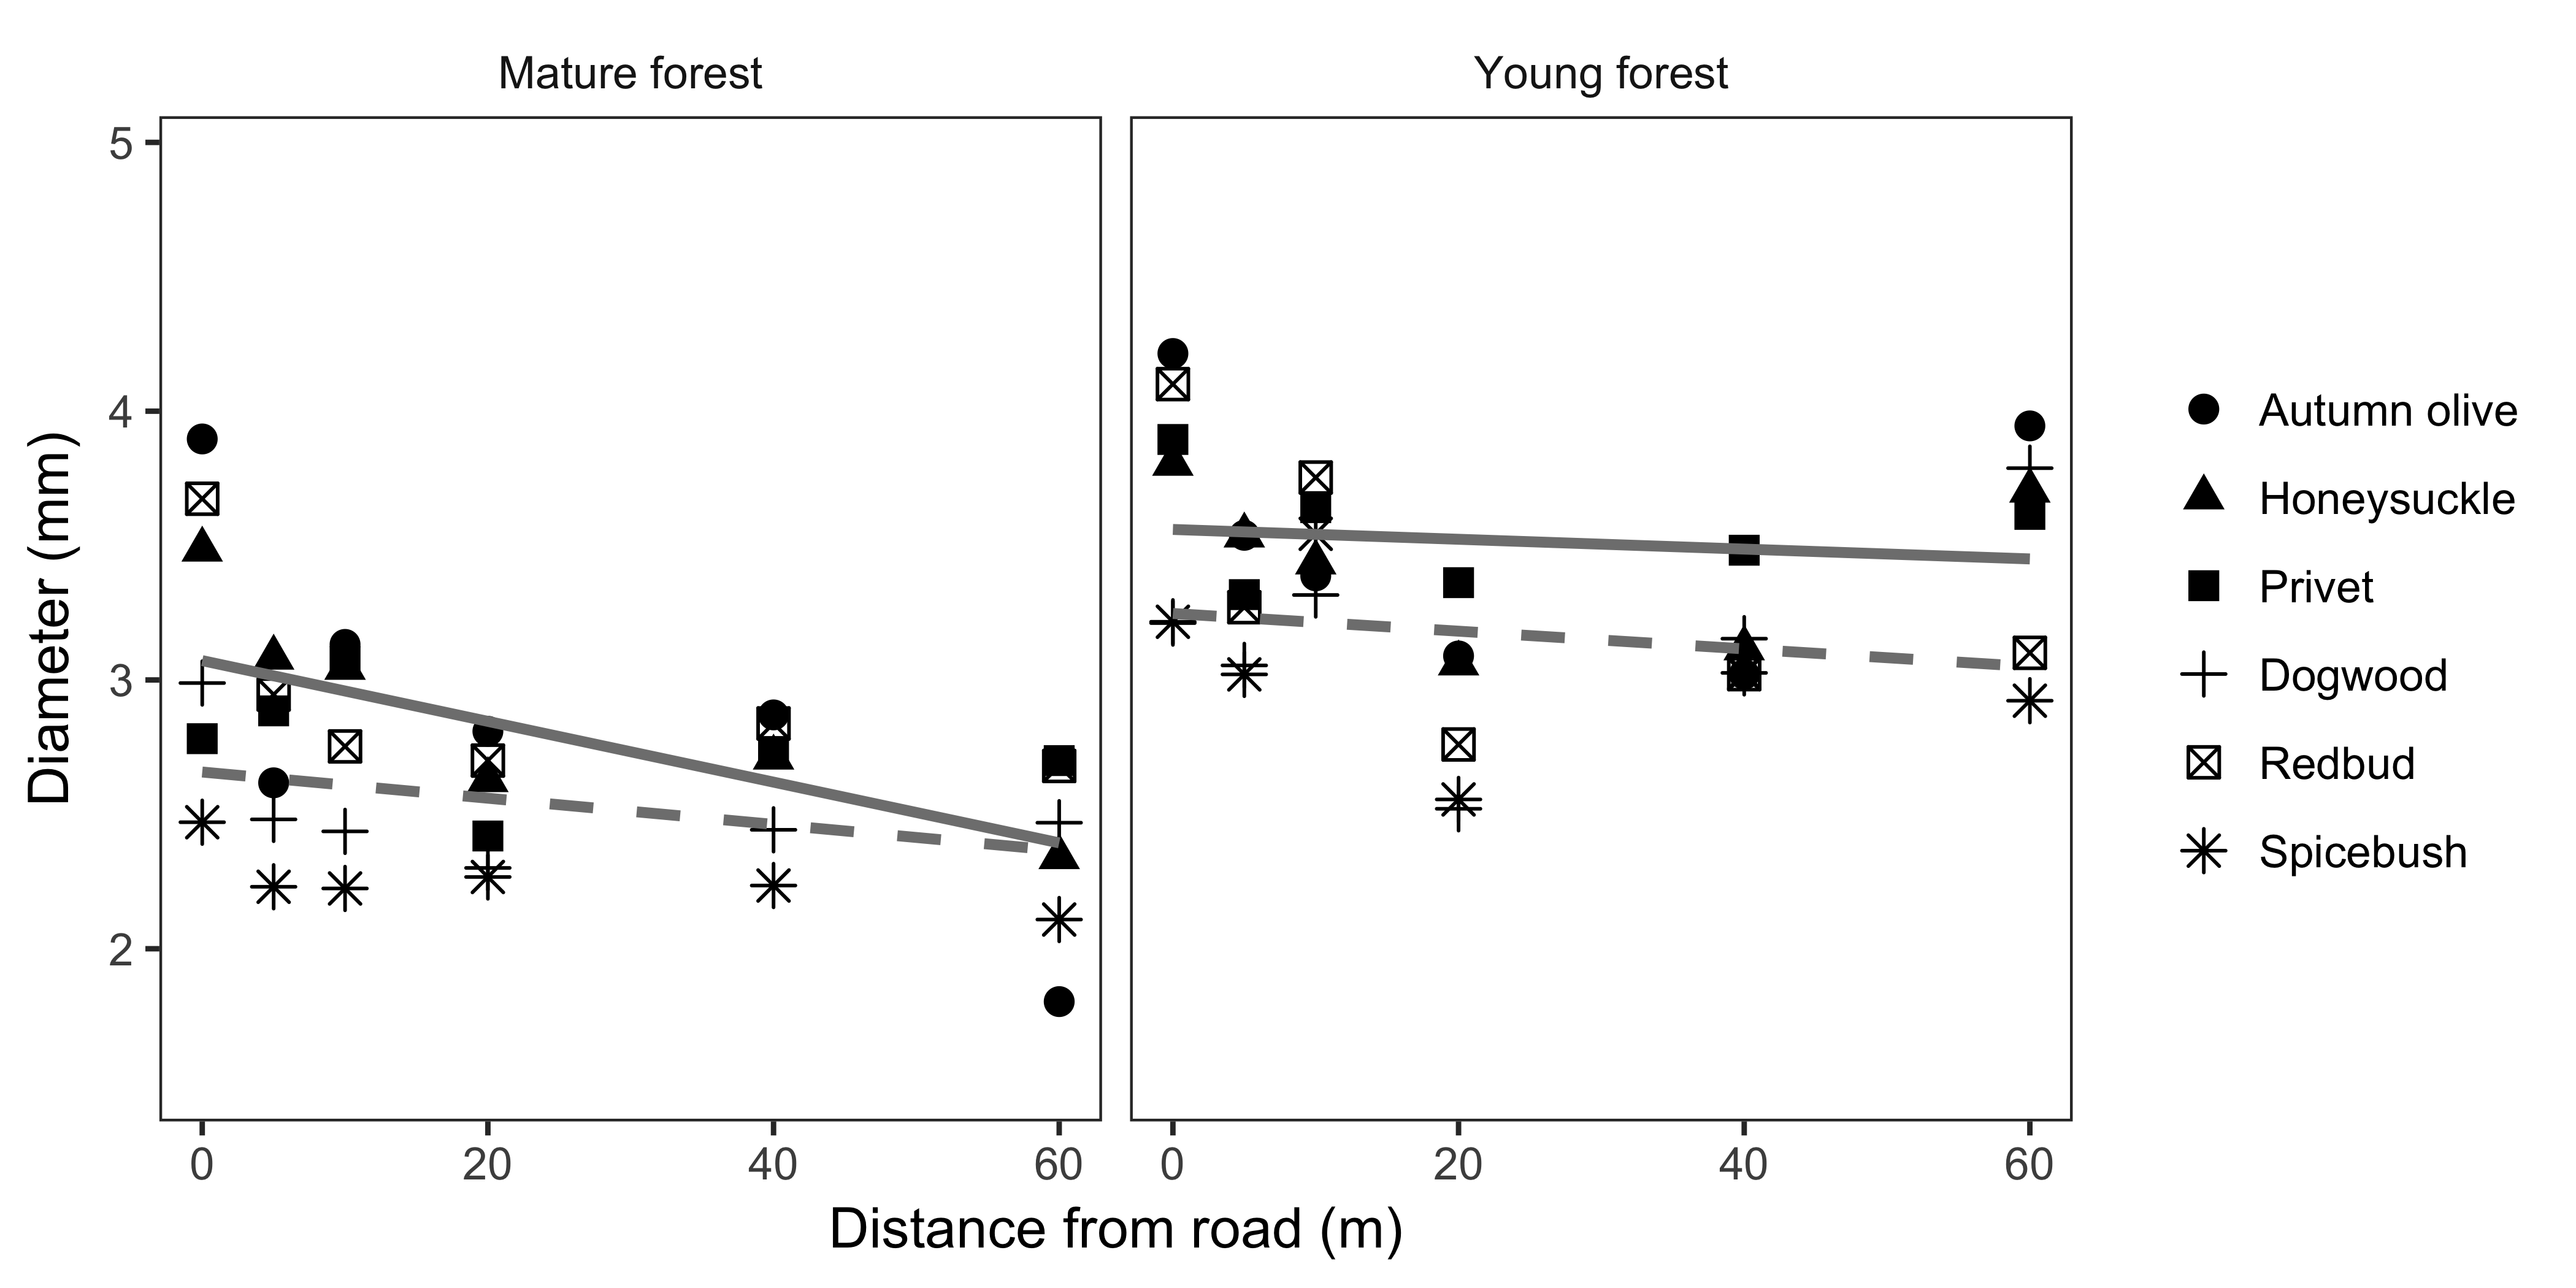 Mature forest
Young forest
5
4
3
2
Diameter (mm)
0 20 40 60
0 20 40 60
Distance from road (m)
Autumn olive
Honeysuckle
Privet
Dogwood
Redbud
Spicebush